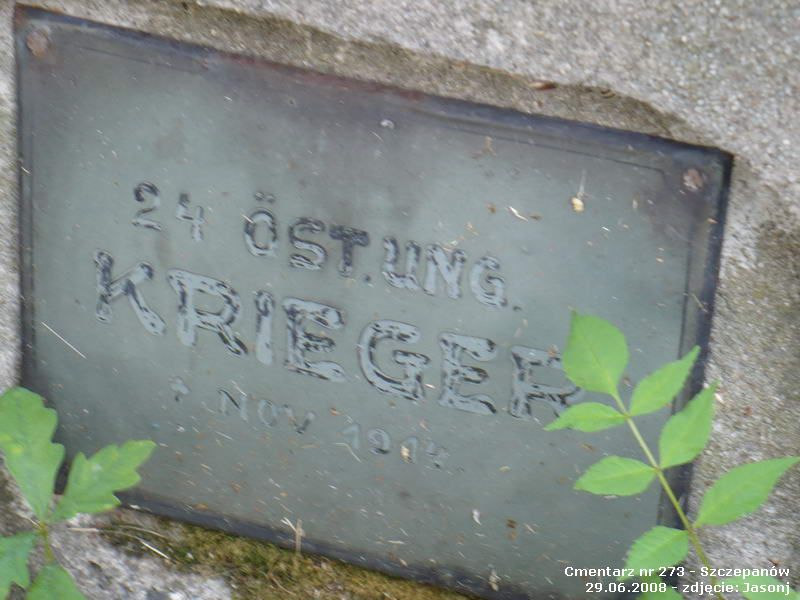 24 ÖST. UNG.
KRIEGER
† NOV 1914
Cmentarz nr 273 - Szczepanów
29.06.2008 - zdjęcie: Jasonj